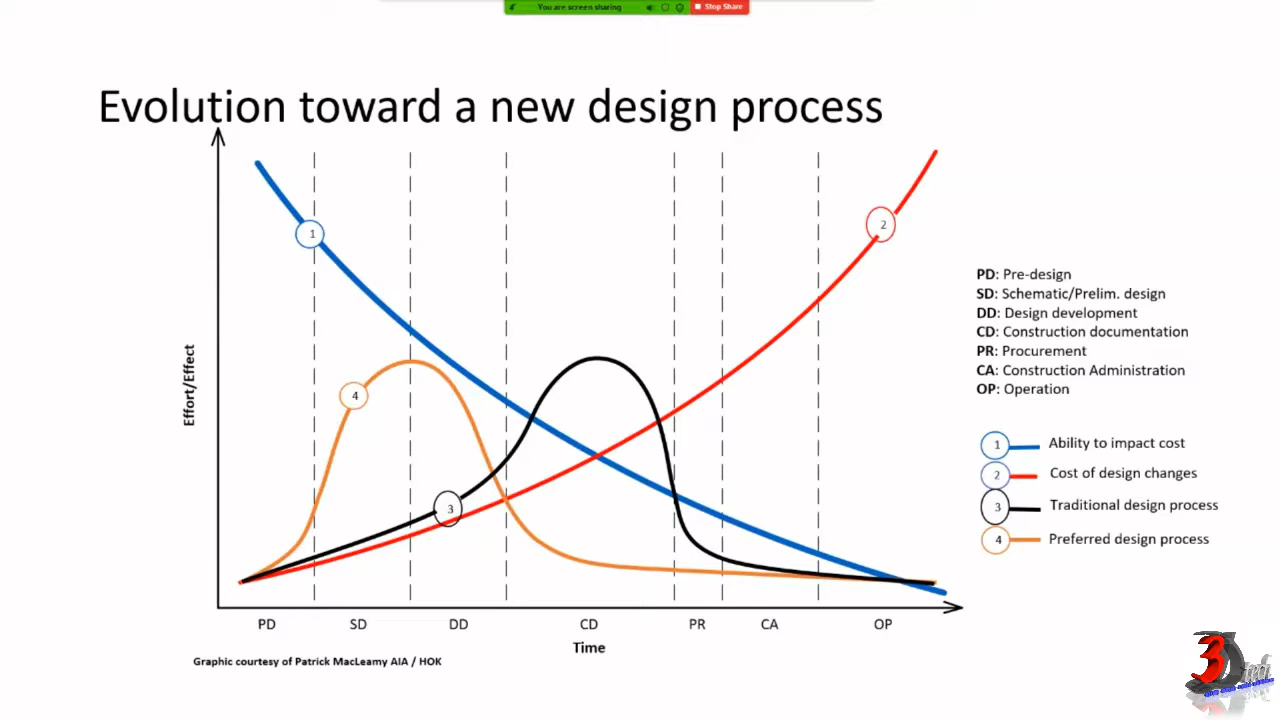 You are screen sharing
Stop Share
Evolution toward a new design process
1
2
3
4
Effort/Effect
PD: Pre-design
SD: Schematic/Prelim. design
DD: Design development
CD: Construction documentation
PR: Procurement
CA: Construction Administration
OP: Operation
1 Ability to impact cost
2 Cost of design changes
3 Traditional design process
4 Preferred design process
PD SD DD CD PR CA OP
Time
Graphic courtesy of Patrick MacLeamy AIA / HOK
3D tech